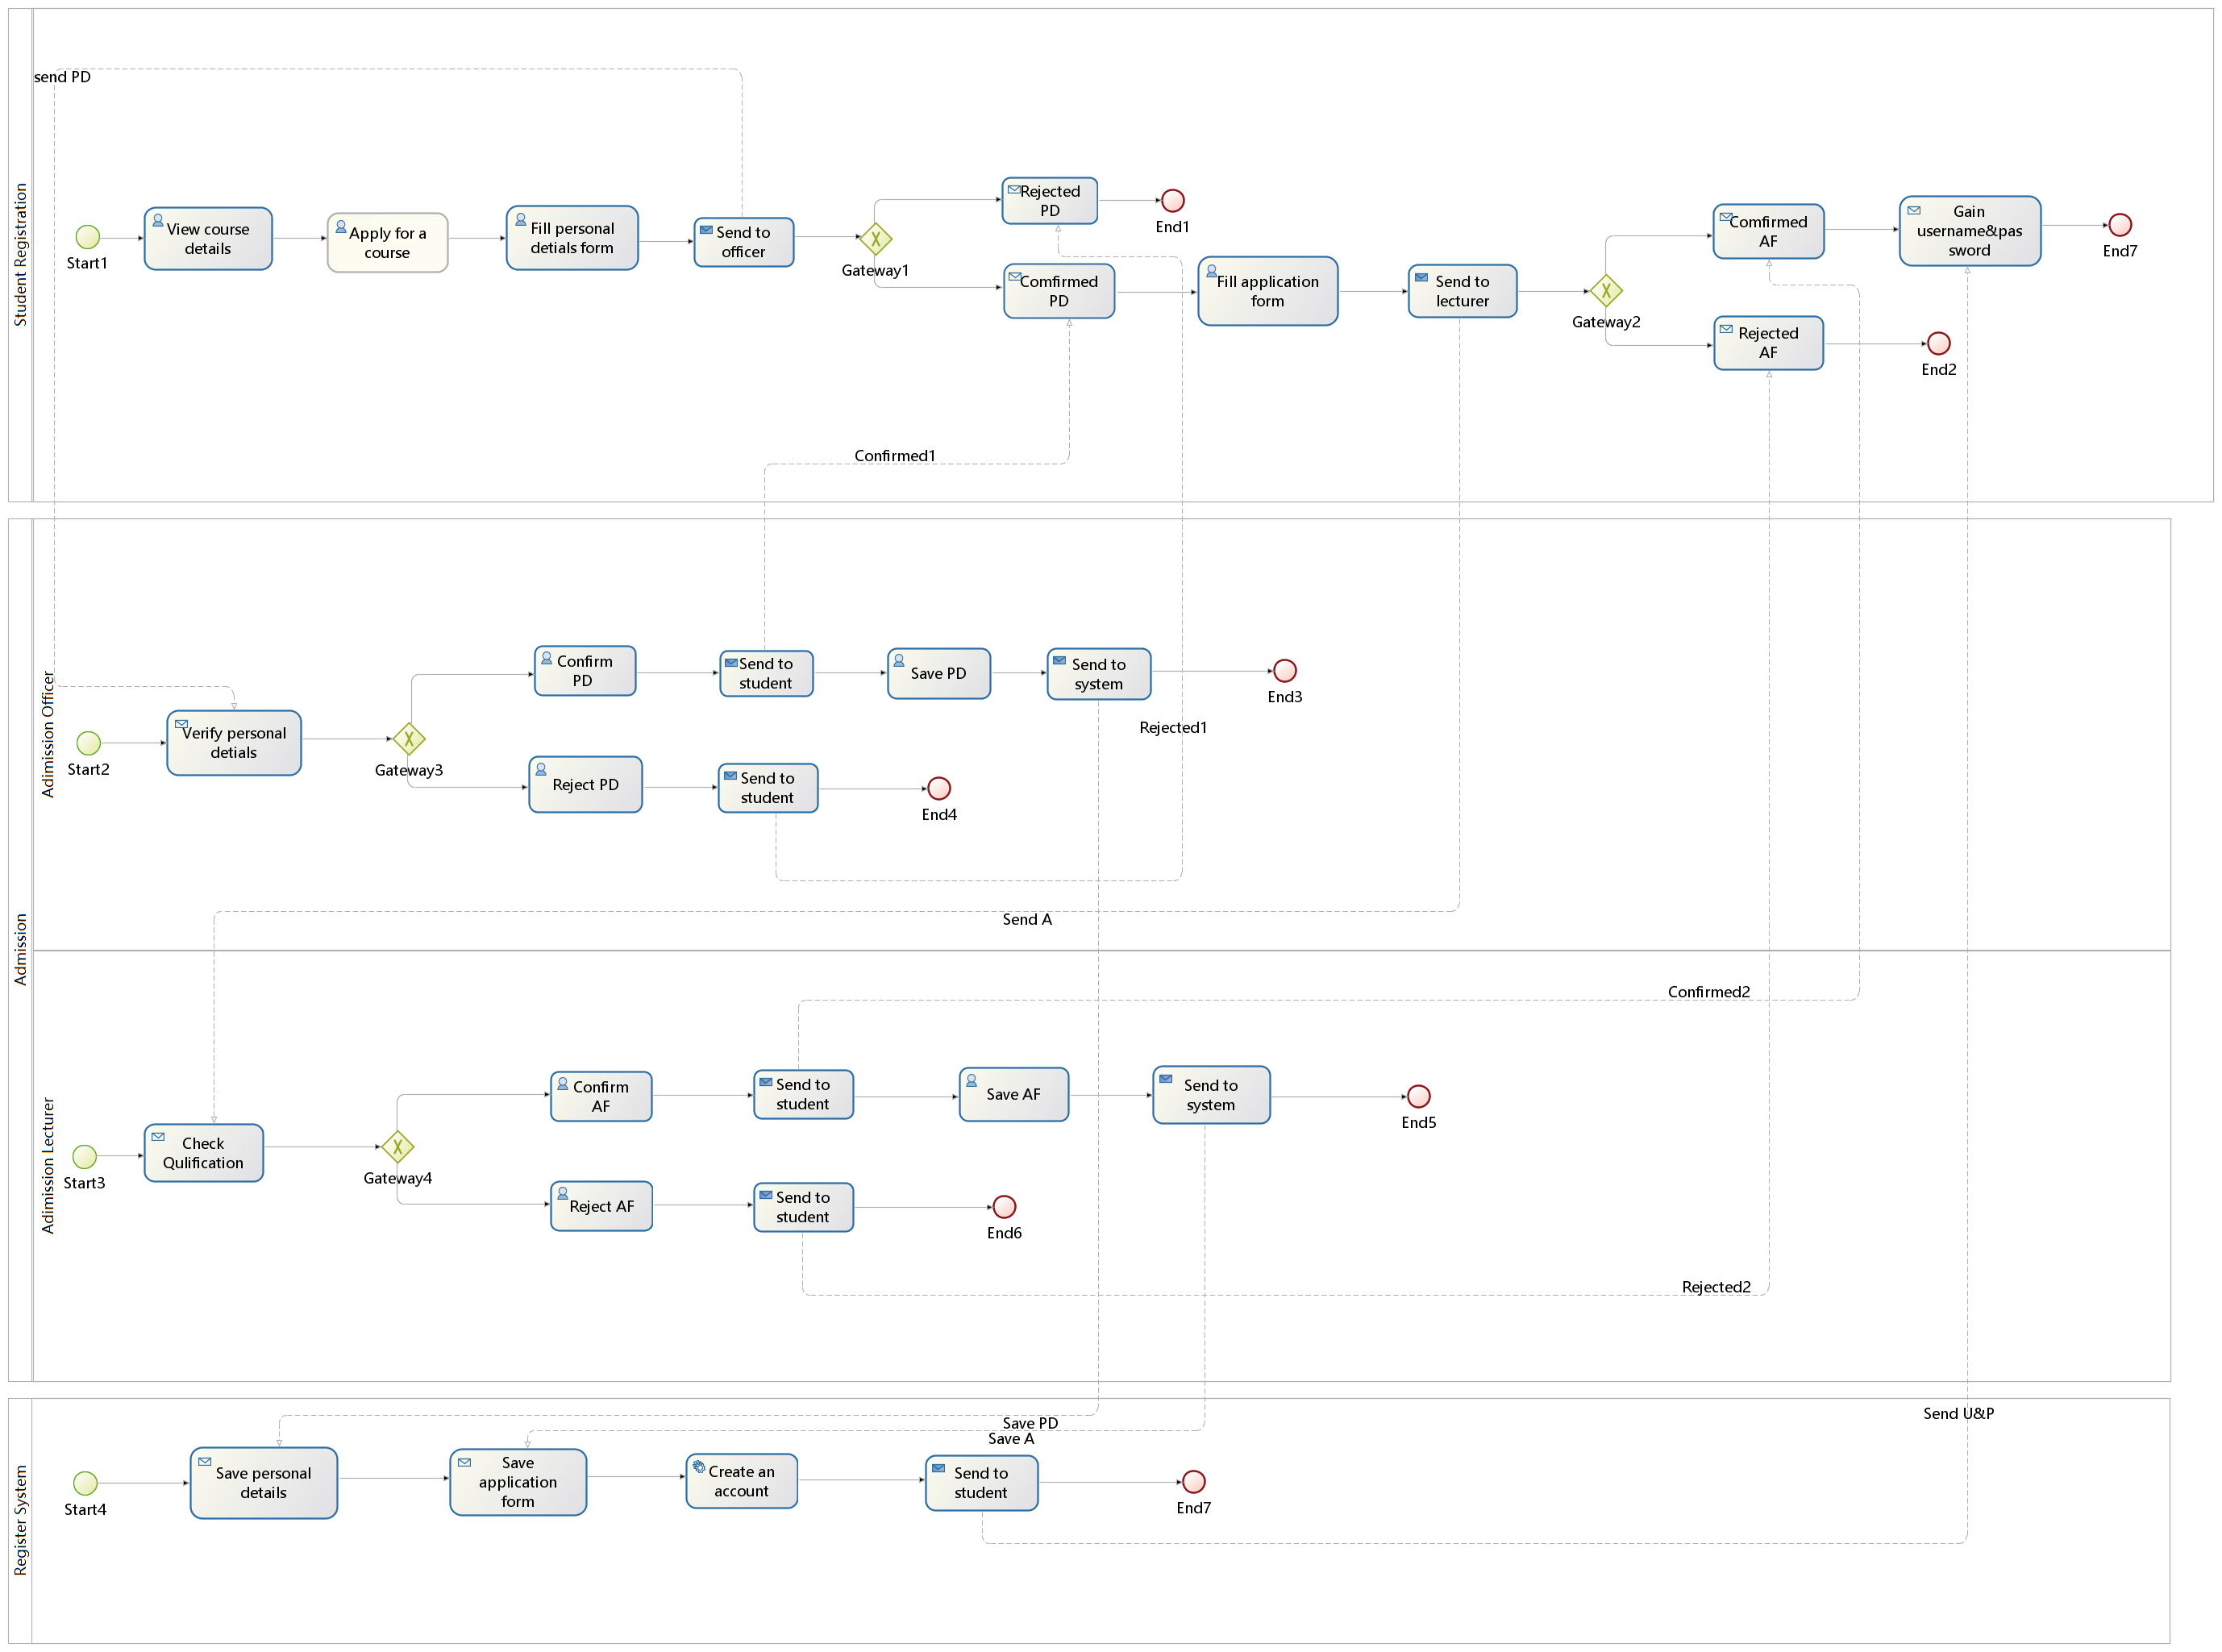 send PD
Student Registration
Start1
View course
details
Apply for a
course
Fill personal
detials form
Send to
officer
Gateway1
Rejected
PD
End1
Comfirmed
PD
Fill application
form
Send to
lecturer
Gateway2
Comfirmed
AF
Gain
username&pas
sword
End7
Rejected
AF
End2
Confirmed1
Admission
Adimission Officer
Start2
Verify personal
detials
Gateway3
Confirm
PD
Send to
student
Save PD
Send to
system
End3
Rejected1
Reject PD
Send to
student
End4
Send A
Adimission Lecturer
Confirmed2
Start3
Check
Qulification
Gateway4
Confirm
AF
Send to
student
Save AF
Send to
system
End5
Reject AF
Send to
student
End6
Rejected2
Register System
Save PD
Save A
Send U&P
Start4
Save personal
details
Save
application
form
Create an
account
Send to
student
End7